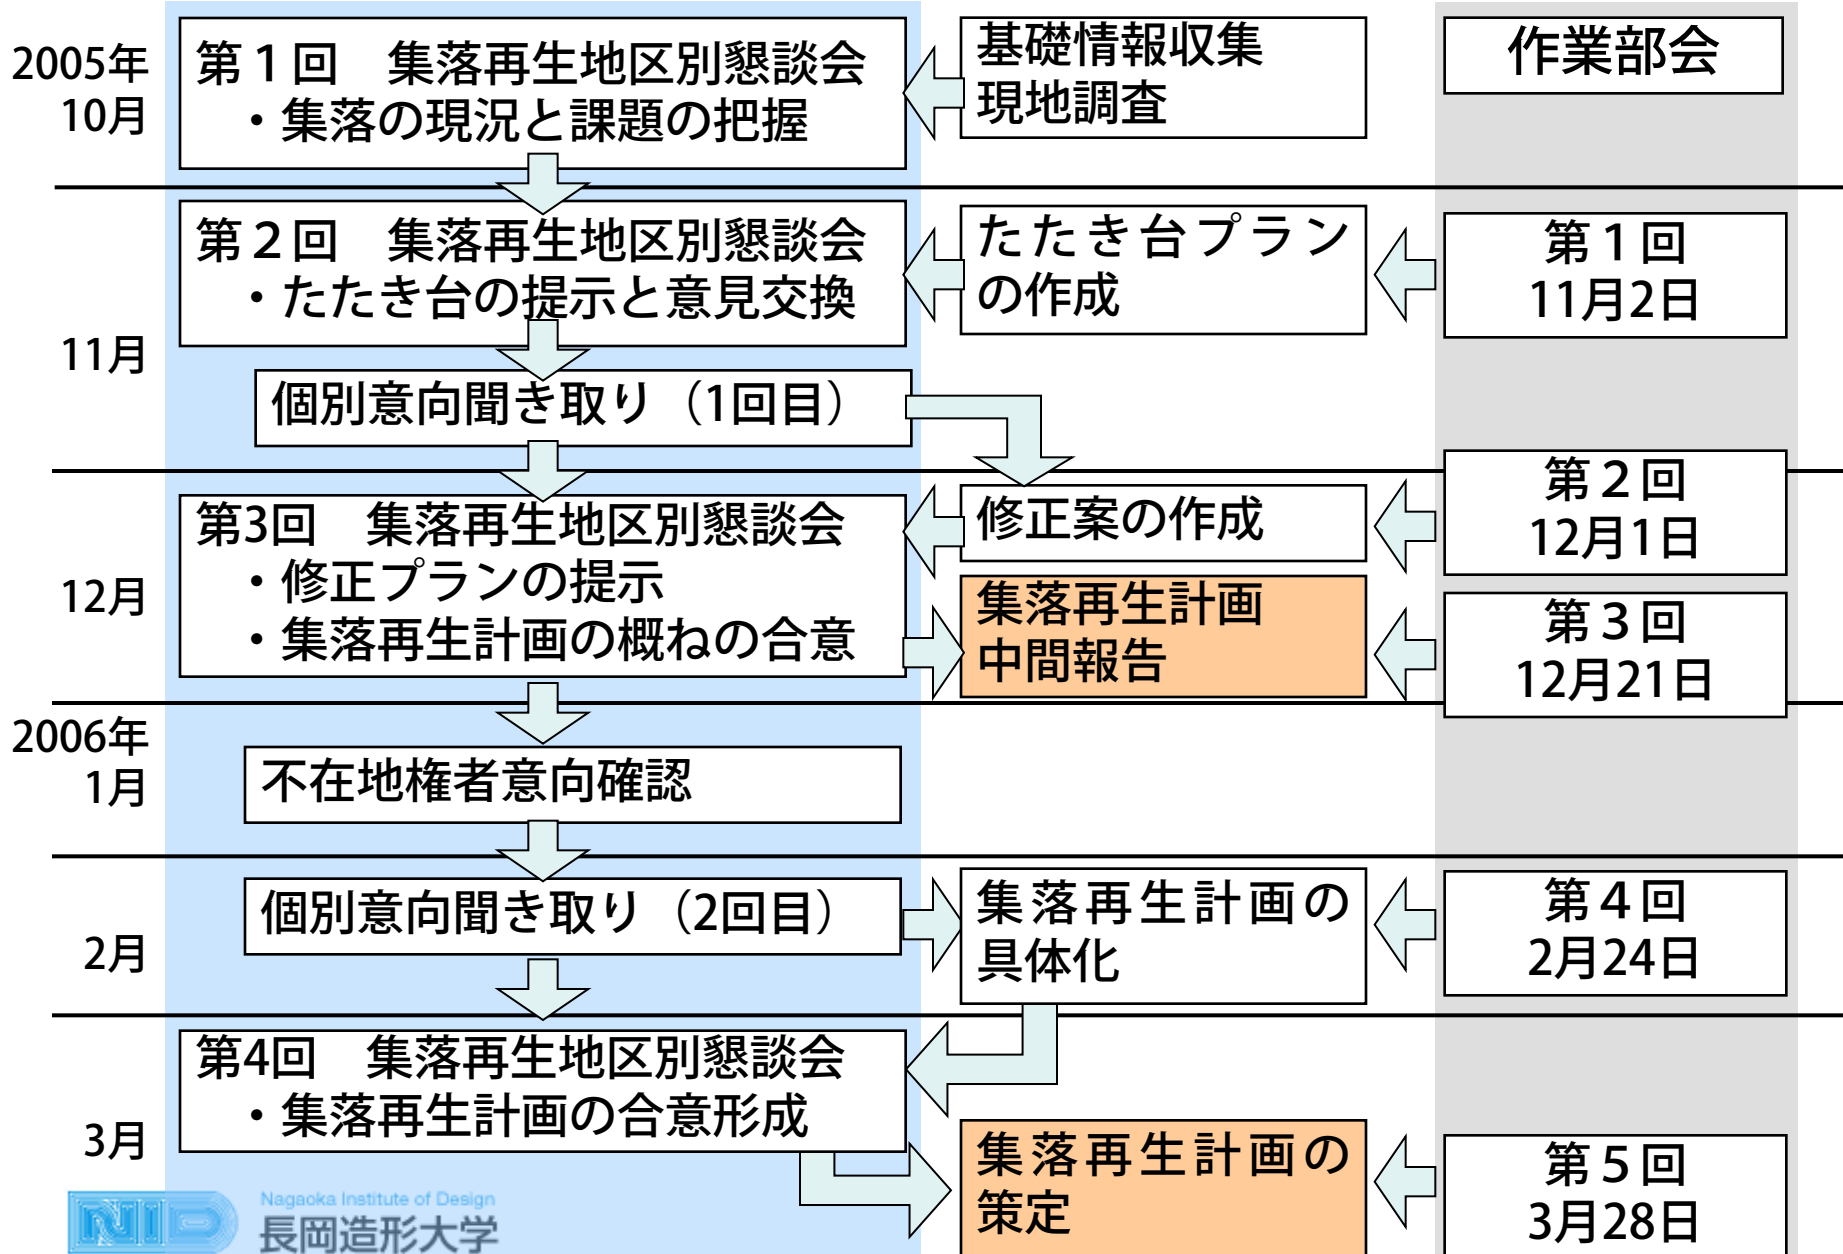 2005年
10月
第１回　集落再生地区別懇談会
・集落の現況と課題の把握
基礎情報収集
現地調査
作業部会
11月
第２回　集落再生地区別懇談会
・たたき台の提示と意見交換
たたき台プラン
の作成
第１回
11月2日
個別意向聞き取り（1回目）
12月
第3回　集落再生地区別懇談会
・修正プランの提示
・集落再生計画の概ねの合意
修正案の作成
第２回
12月1日
集落再生計画
中間報告
第３回
12月21日
2006年
1月
不在地権者意向確認
2月
個別意向聞き取り（2回目）
集落再生計画の
具体化
第４回
2月24日
3月
第4回　集落再生地区別懇談会
・集落再生計画の合意形成
集落再生計画の
策定
第５回
3月28日
NID
Nagaoka Institute of Design
長岡造形大学